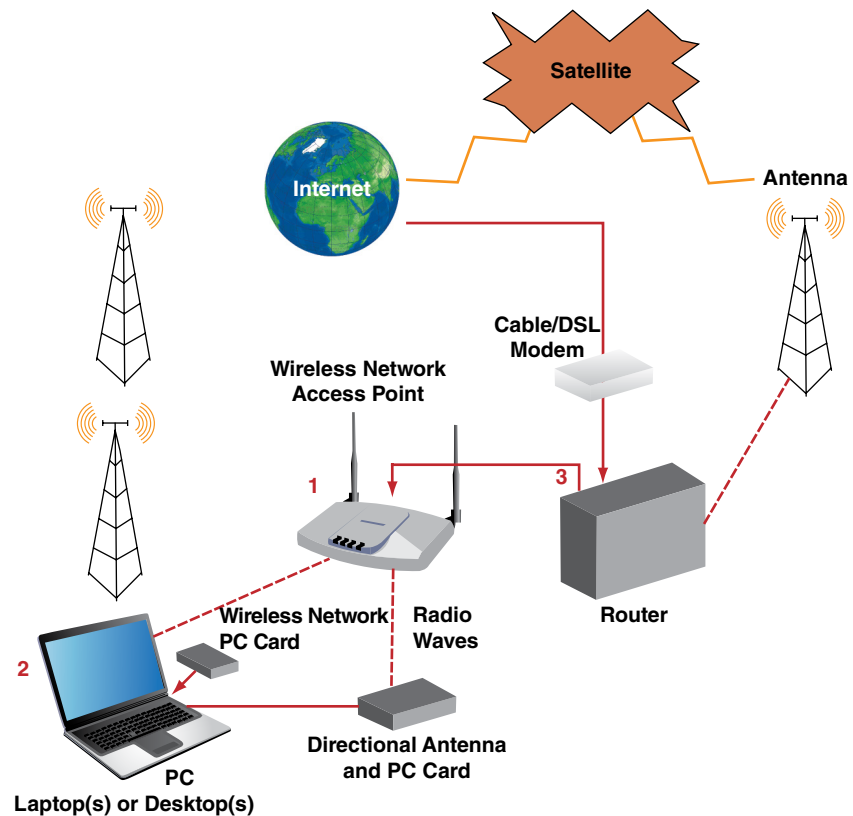 Satellite
Internet
Antenna
Cable/DSL
Modem
Wireless Network
Access Point
1
3
Wireless Network
PC Card
Radio
Waves
Router
2
Directional Antenna
and PC Card
PC
Laptop(s) or Desktop(s)